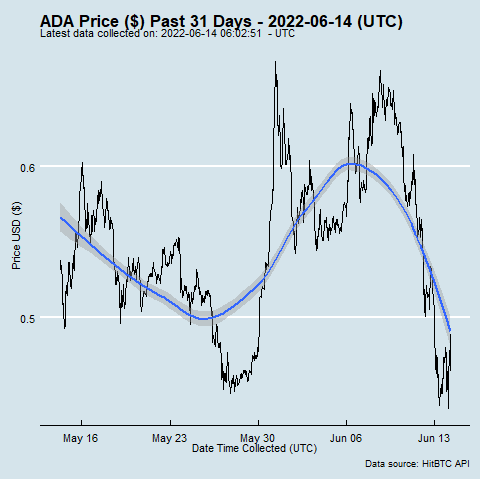 ADA Price ($) Past 31 Days - 2022-06-14 (UTC)
Latest data collected on: 2022-06-14 06:02:51 - UTC
Price USD ($)
0.6
0.5
May 16 May 23 May 30 Jun 06 Jun 13
Date Time Collected (UTC)
Data source: HitBTC API